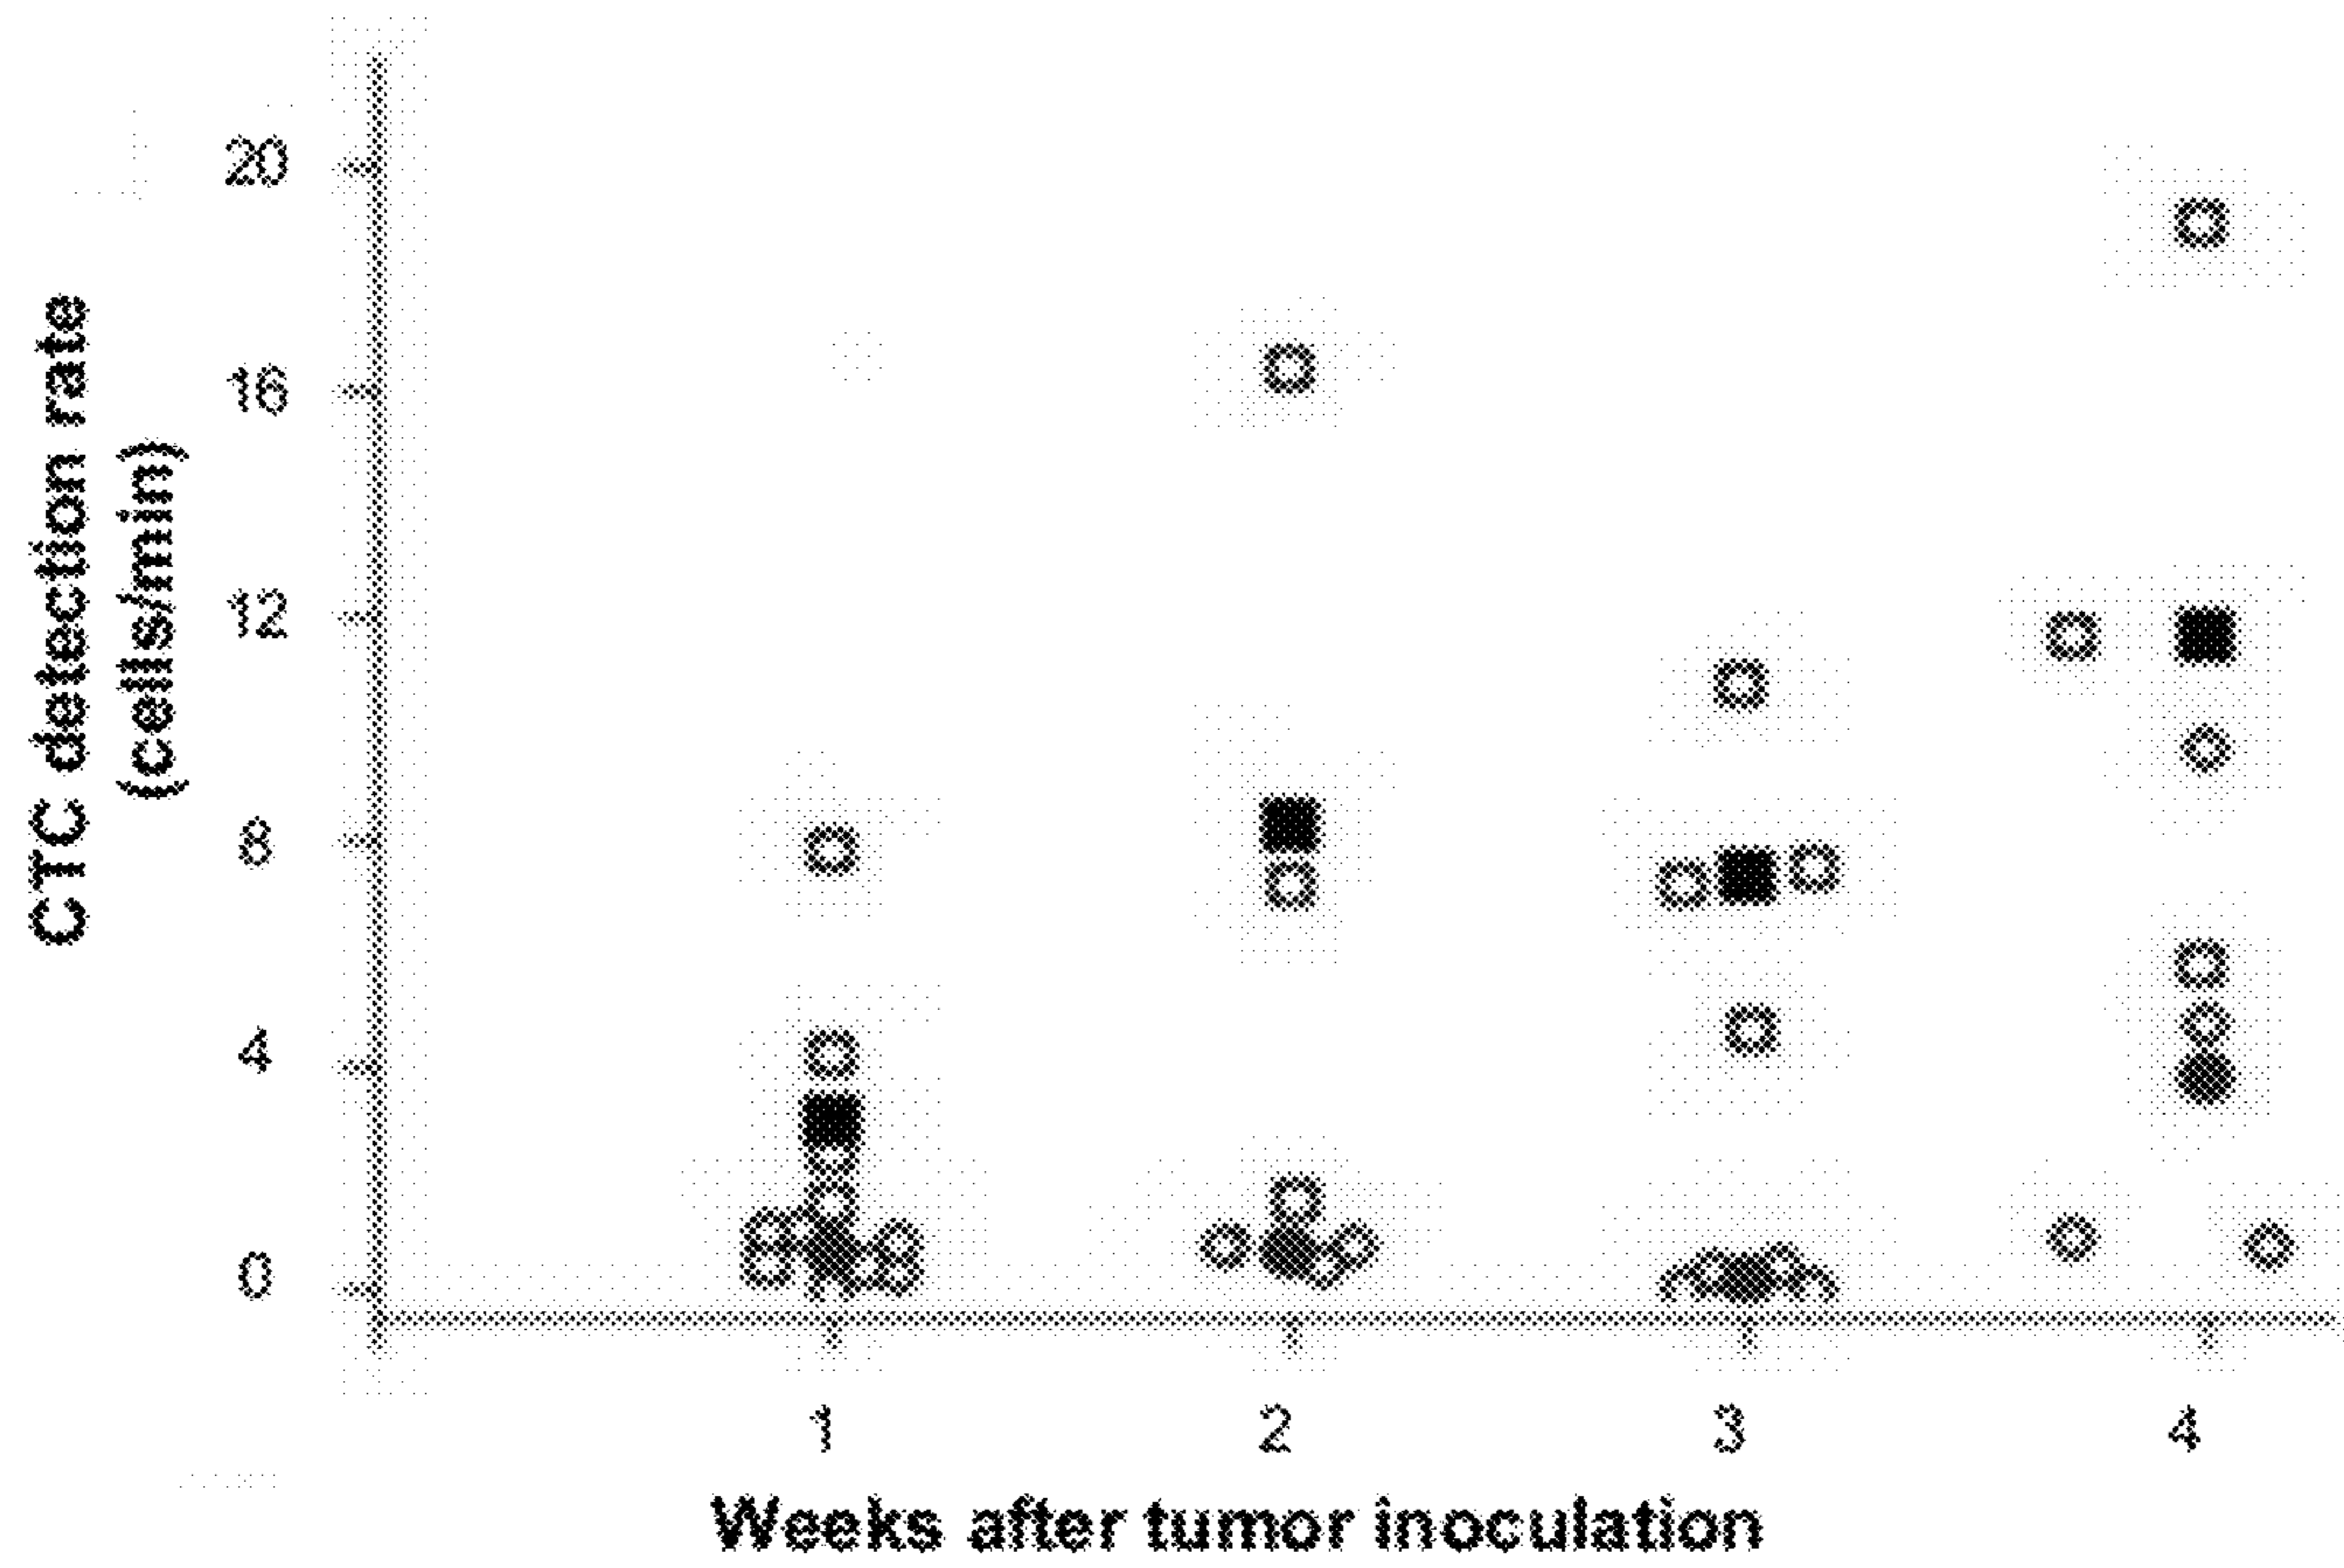 CTC detection rate
(cells/min)
20
16
12
8
4
0
1 2 3 4
Weeks after tumor inoculation